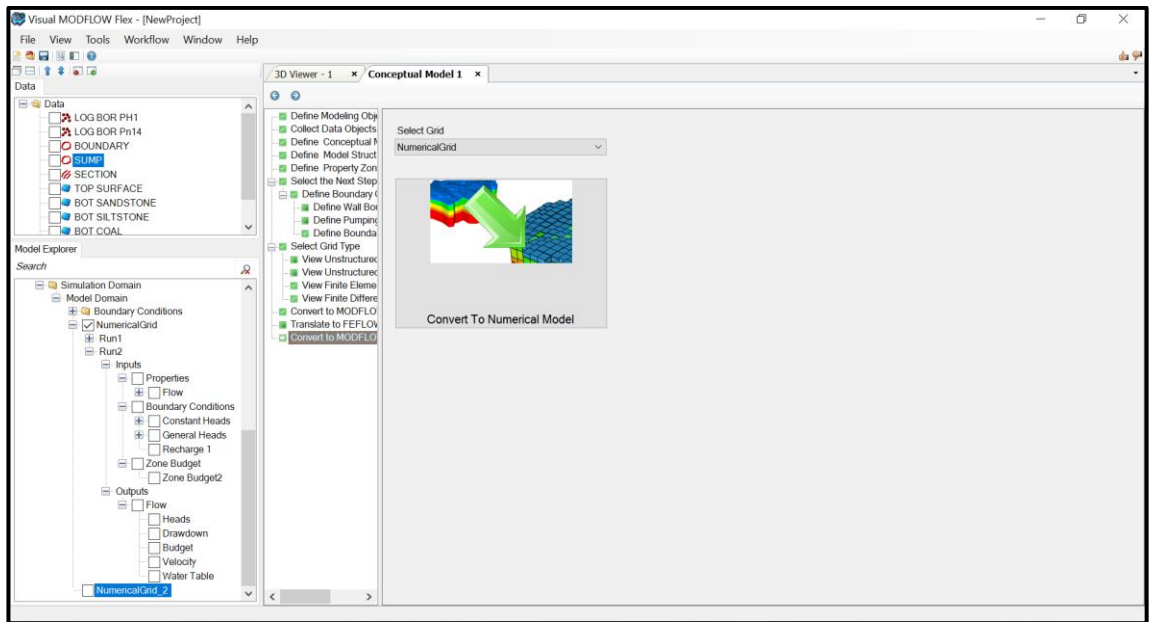 Visual MODFLOW Flex - [NewProject]
File View Tools Workflow Window Help
Data
3D Viewer - 1
Conceptual Model 1
Data
LOG BOR PH1
LOG BOR Pn14
BOUNDARY
SUMP
SECTION
TOP SURFACE
BOT SANDSTONE
BOT SILTSTONE
BOT COAL
Model Explorer
Search
Simulation Domain
Model Domain
Boundary Conditions
NumericalGrid
Run1
Run2
Inputs
Properties
Flow
Boundary Conditions
Constant Heads
General Heads
Recharge 1
Zone Budget
Zone Budget2
Outputs
Flow
Heads
Drawdown
Budget
Velocity
Water Table
NumericalGrid_2
Define Modeling Obj
Collect Data Objects
Define Conceptual M
Define Model Struct
Define Property Zon
Select the Next Step
Define Boundary (
Define Wall Bou
Define Pumping
Define Bounda
Select Grid Type
View Unstructured
View Unstructured
View Finite Eleme
View Finite Differe
Convert to MODFLO
Translate to FEFLOW
Convert to MODFLO
Select Grid
NumericalGrid
Convert To Numerical Model